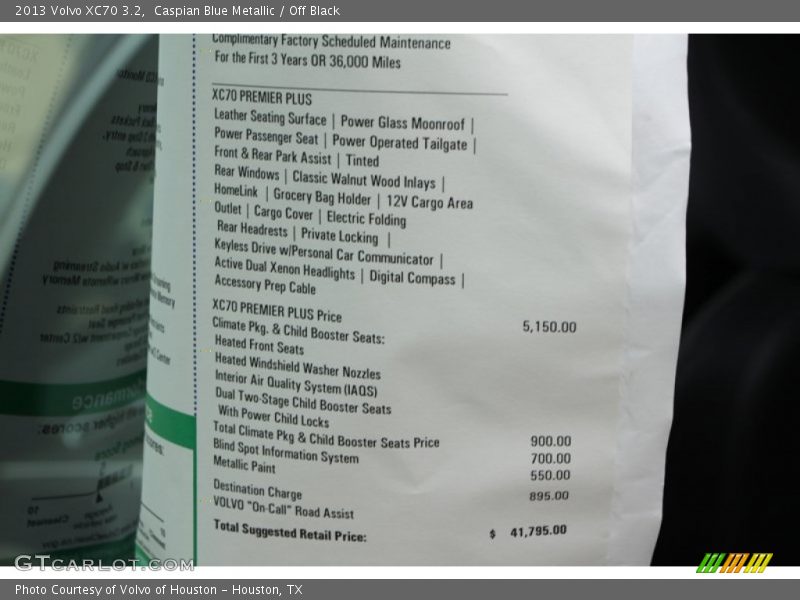 2013 Volvo XC70 3.2,  Caspian Blue Metallic / Off Black
Complimentary Factory Scheduled Maintenance
For the First 3 Years OR 36,000 Miles
XC70 PREMIER PLUS
Leather Seating Surface | Power Glass Moonroof |
Power Passenger Seat | Power Operated Tailgate |
Front & Rear Park Assist | Tinted
Rear Windows | Classic Walnut Wood Inlays |
HomeLink | Grocery Bag Holder | 12V Cargo Area
Outlet | Cargo Cover | Electric Folding
Rear Headrests | Private Locking |
Keyless Drive w/Personal Car Communicator |
Active Dual Xenon Headlights | Digital Compass |
Accessory Prep Cable
XC70 PREMIER PLUS Price 5,150.00
Climate Pkg. & Child Booster Seats:
Heated Front Seats
Heated Windshield Washer Nozzles
Interior Air Quality System (IAQS)
Dual Two-Stage Child Booster Seats
With Power Child Locks
Total Climate Pkg & Child Booster Seats Price 900.00
Blind Spot Information System 700.00
Metallic Paint 550.00
Destination Charge 895.00
VOLVO "On-Call" Road Assist
Total Suggested Retail Price: $ 41,795.00
GTCARLOT.COM
Photo Courtesy of Volvo of Houston - Houston, TX